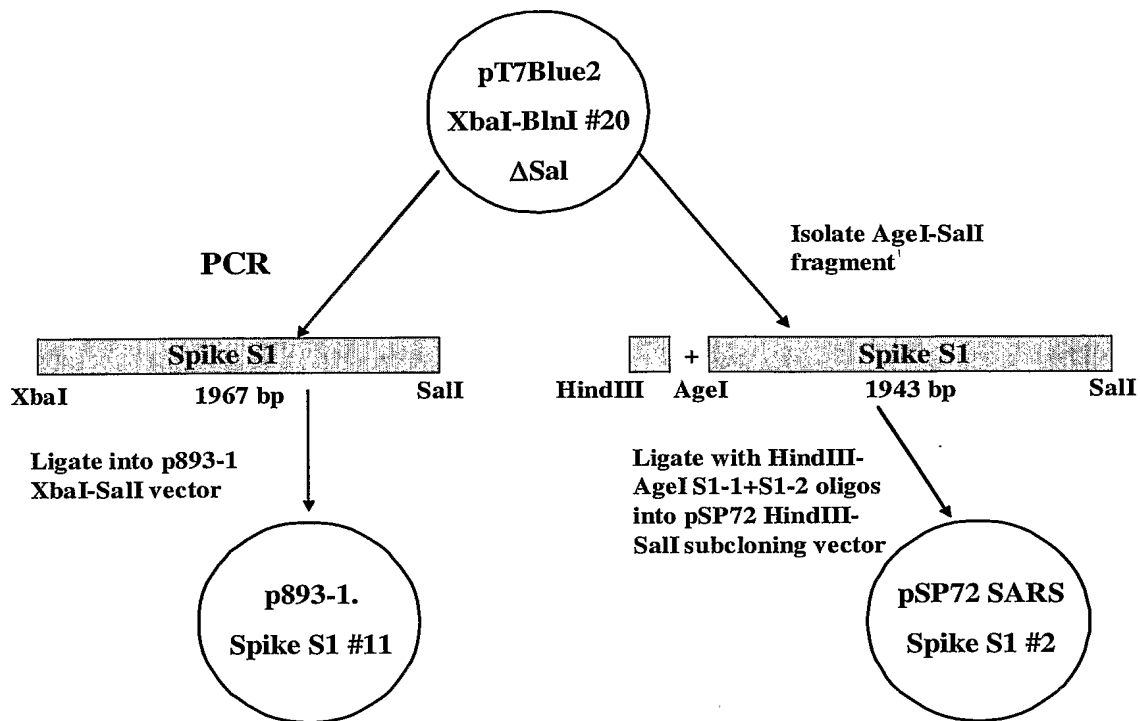 pT7Blue2
XbaI-BlnI #20
ΔSal
PCR
Isolate AgeI-SalI
fragment
Spike S1
XbaI 1967 bp SalI
+ Spike S1
HindIII AgeI 1943 bp SalI
Ligate into p893-1
XbaI-SalI vector
Ligate with HindIII-
AgeI S1-1+S1-2 oligos
into pSP72 HindIII-
SalI subcloning vector
p893-1.
Spike S1 #11
pSP72 SARS
Spike S1 #2